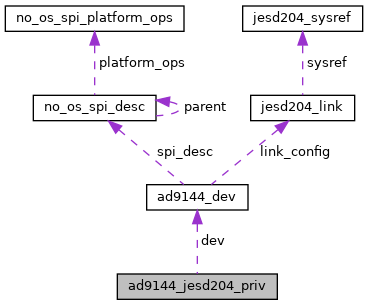 no_os_spi_platform_ops
jesd204_sysref
platform_ops
sysref
no_os_spi_desc
parent
jesd204_link
spi_desc
link_config
ad9144_dev
dev
ad9144_jesd204_priv